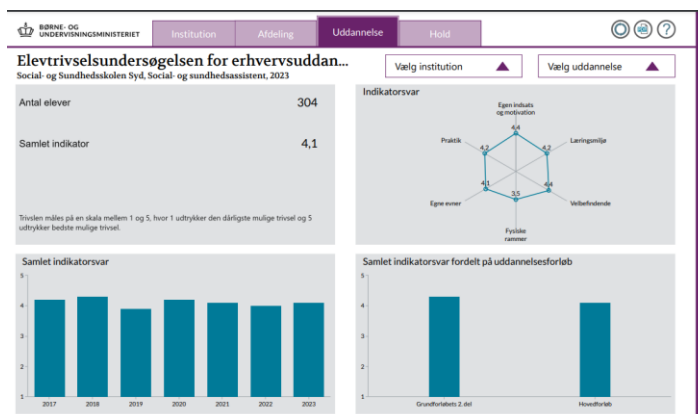 BØRNE- OG
UNDERVISNINGSMINISTERIET
Institution
Afdeling
Uddannelse
Hold
?
Elevtrivselsundersøgelsen for erhvervsuddan...
Social- og Sundhedsskolen Syd, Social- og sundhedsassistent, 2023
Vælg institution
Vælg uddannelse
Antal elever 304
Samlet indikator 4,1
Trivslen måles på en skala mellem 1 og 5, hvor 1 udtrykker den dårligste mulige trivsel og 5
udtrykker bedste mulige trivsel.
Indikatorsvar
Egen indsats
og motivation
4,4
Praktik
4,2
4,2
Læringsmiljø
4,1
4,4
Egne evner
3,5
Velbefindende
Fysiske
rammer
Samlet indikatorsvar
5
4
3
2
1
2017 2018 2019 2020 2021 2022 2023
Samlet indikatorsvar fordelt på uddannelsesforløb
5
4
3
2
1
Grundforløbets 2. del
Hovedforløb